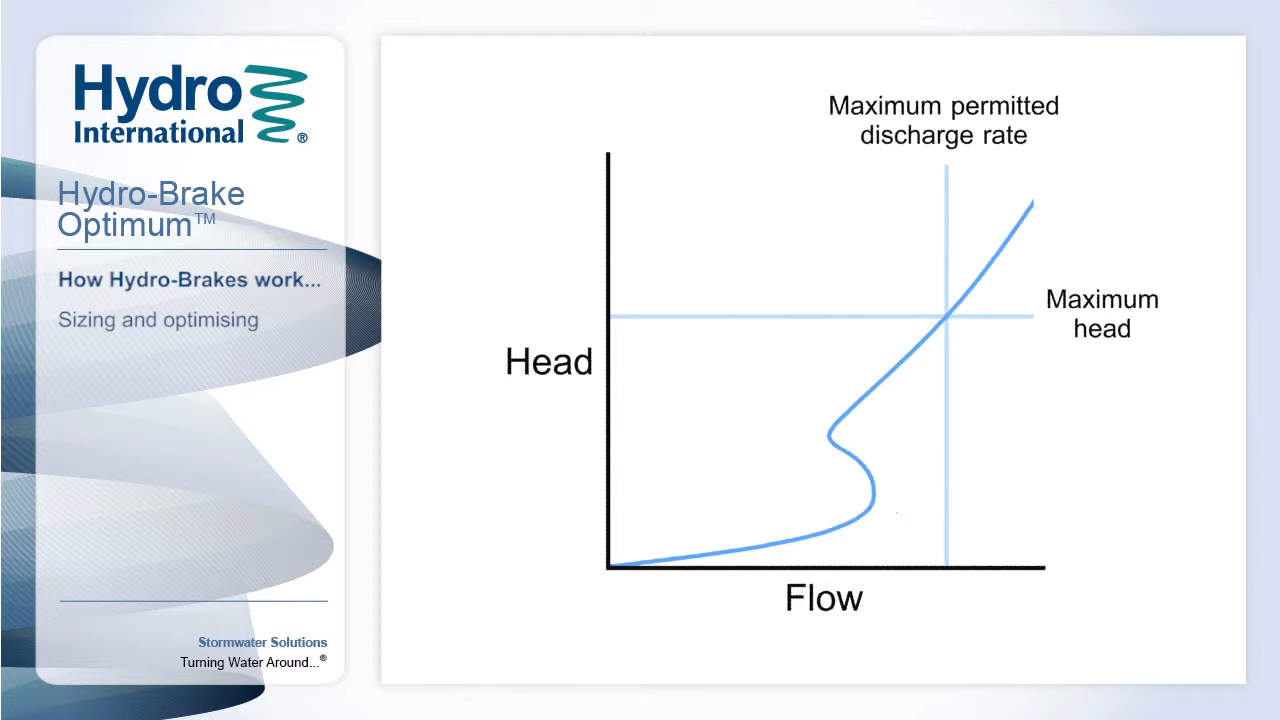 Hydro
International ®
Hydro-Brake
Optimum™
How Hydro-Brakes work...
Sizing and optimising
Stormwater Solutions
Turning Water Around...®
Maximum permitted
discharge rate
Maximum
head
Head
Flow